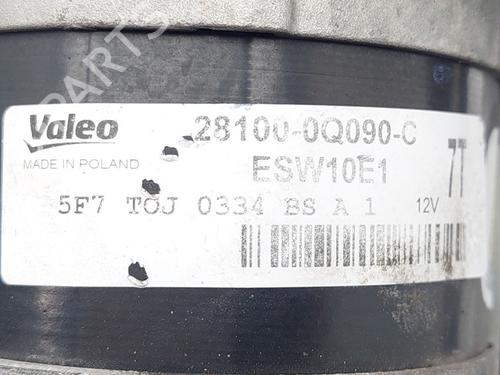 Valeo
28100-0Q090-C
MADE IN POLAND
ESW10E1
7T
5F7 TOJ 0334 BS A 1 12V